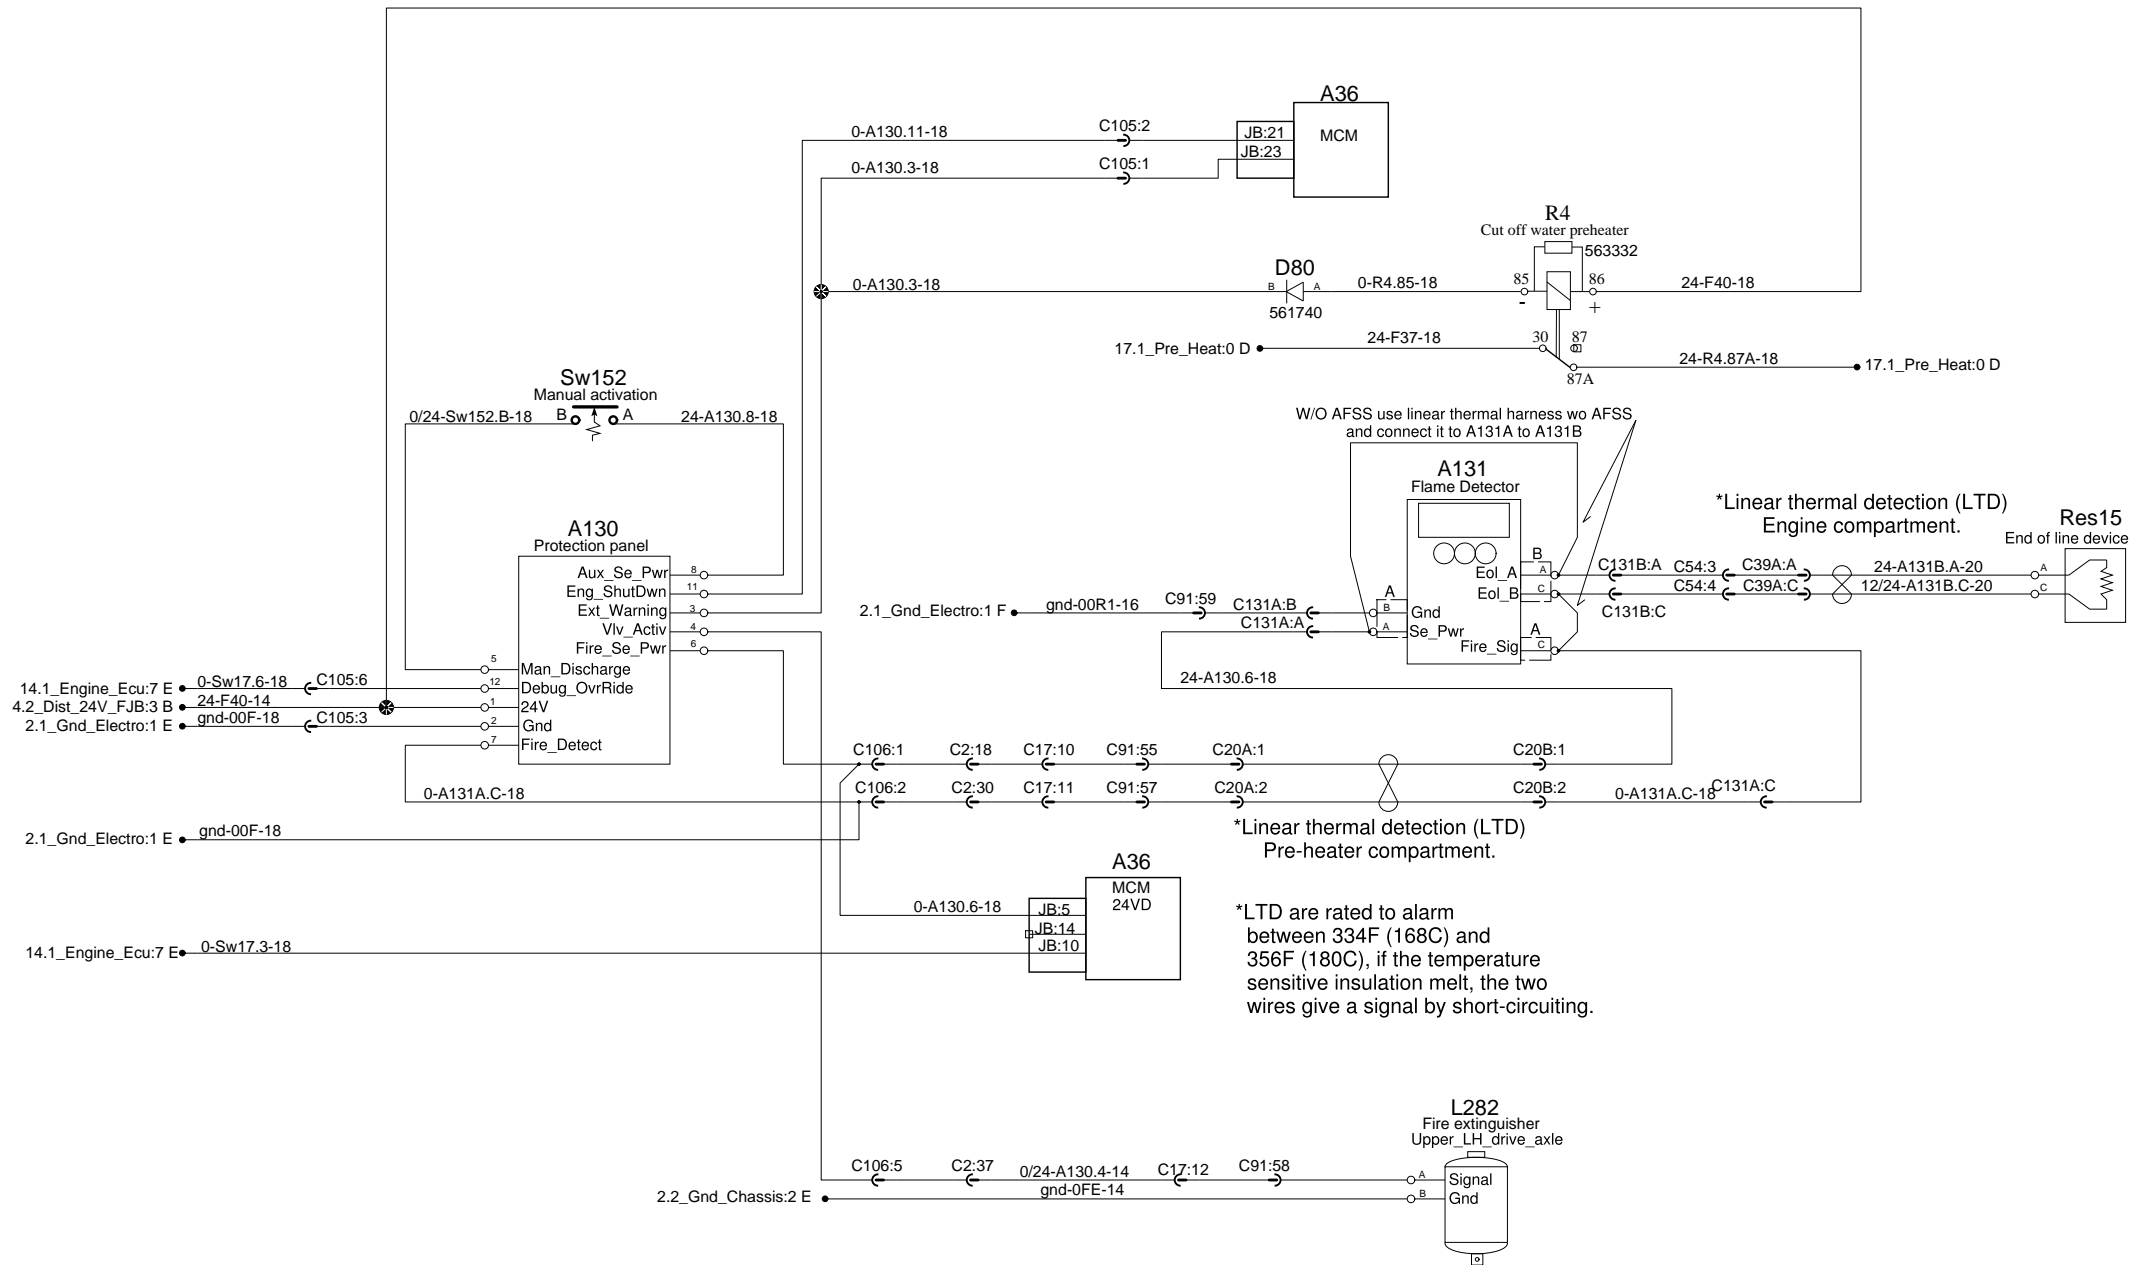 A36
MCM
JB:21
JB:23
0-A130.11-18
C105:2
0-A130.3-18
C105:1
R4
Cut off water preheater
563332
0-A130.3-18
D80
B
A
561740
0-R4.85-18
85
-
86
+
24-F40-18
17.1_Pre_Heat:0 D
24-F37-18
30
87
87A
24-R4.87A-18
17.1_Pre_Heat:0 D
Sw152
Manual activation
0/24-Sw152.B-18
B
A
24-A130.8-18
W/O AFSS use linear thermal harness wo AFSS
and connect it to A131A to A131B
A131
Flame Detector
*Linear thermal detection (LTD)
Engine compartment.
Res15
End of line device
A130
Protection panel
Aux_Se_Pwr
8
Eng_ShutDwn
11
Ext_Warning
3
Vlv_Activ
4
Fire_Se_Pwr
6
5
Man_Discharge
12
Debug_OvrRide
1
24V
2
Gnd
7
Fire_Detect
B
Eol_A
A
Eol_B
C
C131B:A
C54:3
C39A:A
24-A131B.A-20
A
C54:4
C39A:C
12/24-A131B.C-20
C
C131B:C
2.1_Gnd_Electro:1 F
gnd-00R1-16
C91:59
C131A:B
A
B
Gnd
C131A:A
A
Se_Pwr
A
Fire_Sig
C
24-A130.6-18
14.1_Engine_Ecu:7 E
0-Sw17.6-18
C105:6
4.2_Dist_24V_FJB:3 B
24-F40-14
2.1_Gnd_Electro:1 E
gnd-00F-18
C105:3
C106:1
C2:18
C17:10
C91:55
C20A:1
C20B:1
0-A131A.C-18
C106:2
C2:30
C17:11
C91:57
C20A:2
C20B:2
0-A131A.C-18
C131A:C
*Linear thermal detection (LTD)
Pre-heater compartment.
2.1_Gnd_Electro:1 E
gnd-00F-18
A36
MCM
24VD
0-A130.6-18
JB:5
JB:14
JB:10
14.1_Engine_Ecu:7 E
0-Sw17.3-18
*LTD are rated to alarm
between 334F (168C) and
356F (180C), if the temperature
sensitive insulation melt, the two
wires give a signal by short-circuiting.
L282
Fire extinguisher
Upper_LH_drive_axle
C106:5
C2:37
0/24-A130.4-14
C17:12
C91:58
A
Signal
2.2_Gnd_Chassis:2 E
gnd-0FE-14
B
Gnd